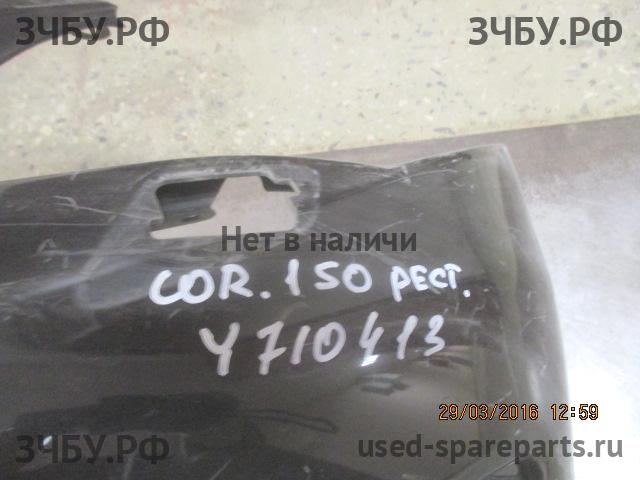 ЗЧБУ.РФ ЗЧБУ.РФ
Нет в наличи
COR. 150 рест.
Y710413
29/03/2016 12:59
ЗЧБУ.РФ used-spareparts.ru